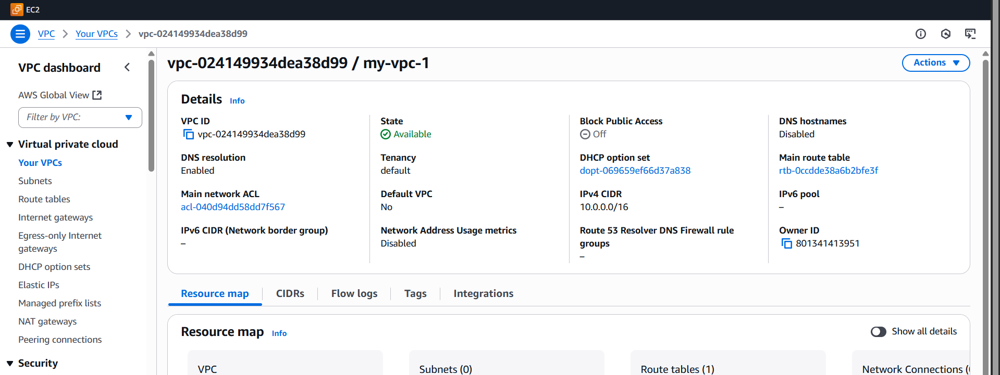 EC2
VPC > Your VPCs > vpc-024149934dea38d99
VPC dashboard
AWS Global View
Filter by VPC:
Virtual private cloud
Your VPCs
Subnets
Route tables
Internet gateways
Egress-only Internet
gateways
DHCP option sets
Elastic IPs
Managed prefix lists
NAT gateways
Peering connections
Security
vpc-024149934dea38d99 / my-vpc-1
Actions
Details Info
VPC ID
vpc-024149934dea38d99
State
Available
Block Public Access
Off
DNS hostnames
Disabled
DNS resolution
Enabled
Tenancy
default
DHCP option set
dopt-069659ef66d37a838
Main route table
rtb-0ccdde38a6b2bfe3f
Main network ACL
acl-040d94dd58dd7f567
Default VPC
No
IPv4 CIDR
10.0.0.0/16
IPv6 pool
–
IPv6 CIDR (Network border group)
–
Network Address Usage metrics
Disabled
Route 53 Resolver DNS Firewall rule
groups
–
Owner ID
801341413951
Resource map
CIDRs
Flow logs
Tags
Integrations
Resource map Info
Show all details
VPC
Subnets (0)
Route tables (1)
Network Connections (